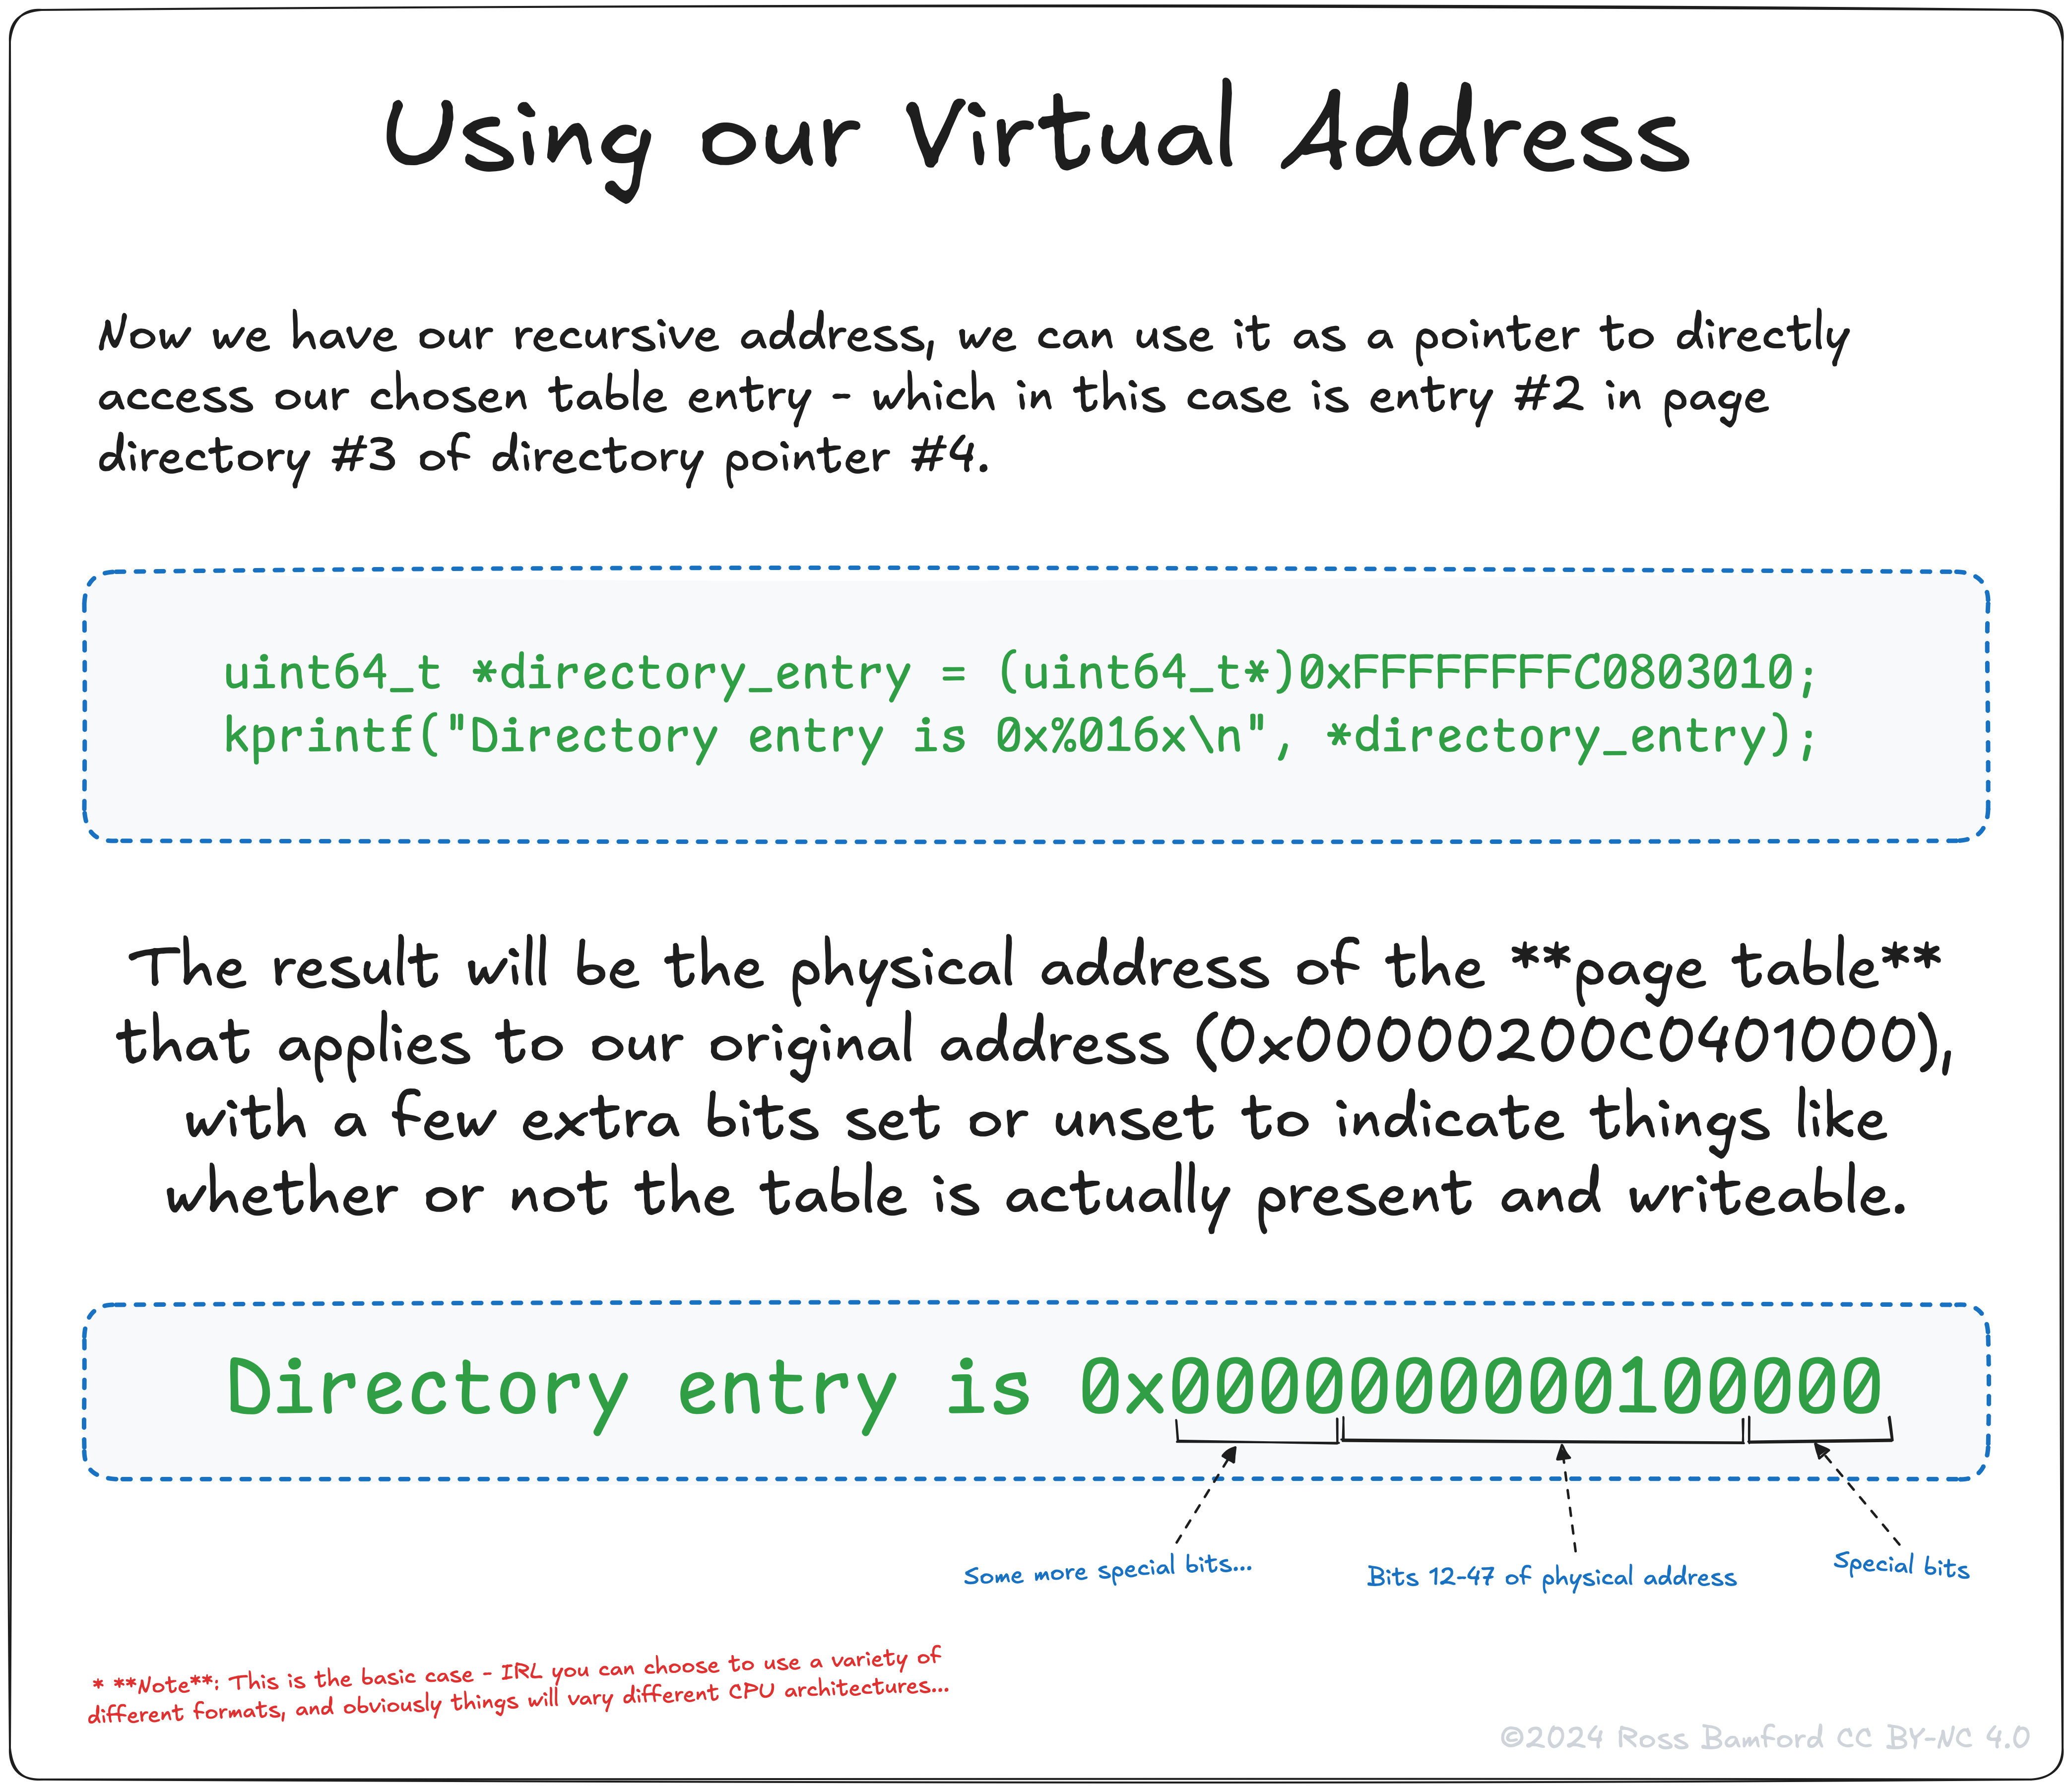 Using our Virtual Address
Now we have our recursive address, we can use it as a pointer to directly
access our chosen table entry - which in this case is entry #2 in page
directory #3 of directory pointer #4.
uint64_t *directory_entry = (uint64_t*)0xFFFFFFFFC0803010;
kprintf("Directory entry is 0x%016x\n", *directory_entry);
The result will be the physical address of the **page table**
that applies to our original address (0x00000200C0401000),
with a few extra bits set or unset to indicate things like
whether or not the table is actually present and writeable.
Directory entry is 0x0000000000100000
Some more special bits...
Bits 12-47 of physical address
Special bits
* **Note**: This is the basic case - IRL you can choose to use a variety of
different formats, and obviously things will vary different CPU architectures...
©2024 Ross Bamford CC BY-NC 4.0